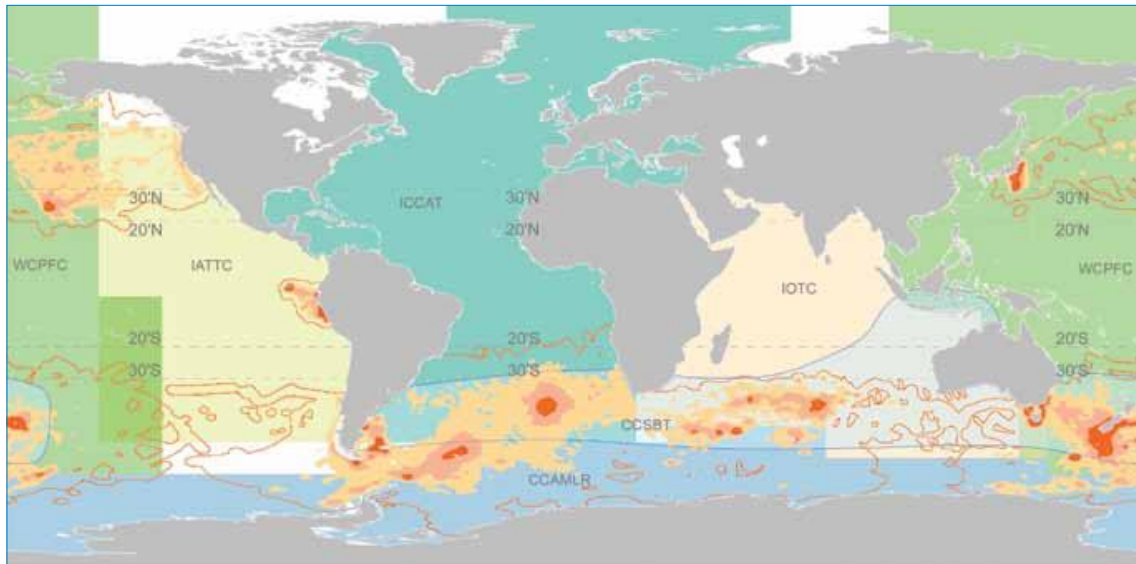 30'N
30'N
30'N
ICCAT
20'N
20'N
20'N
WCPFC
IATTC
WCPFC
IOTC
20'S
20'S
20'S
30'S
30'S
30'S'
CCSBT
CCAMLR